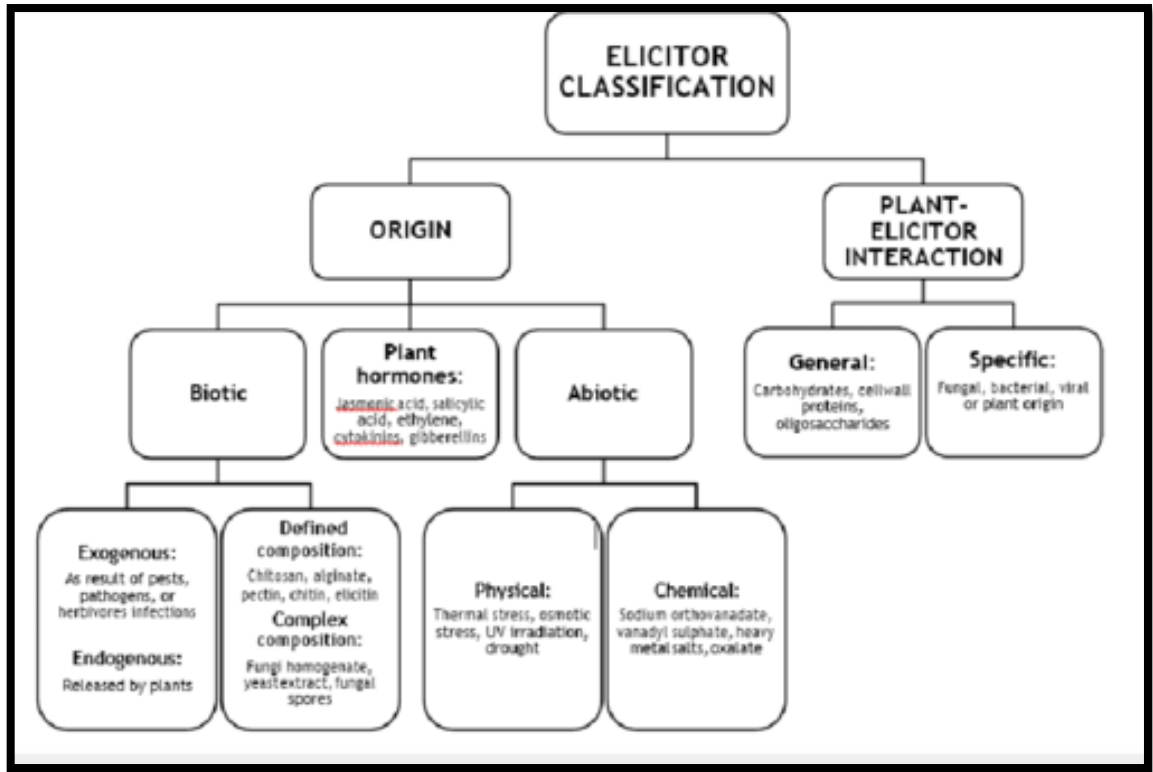 ELICITOR
CLASSIFICATION
ORIGIN
PLANT-
ELICITOR
INTERACTION
Biotic
Plant
hormones:
Jasmonic acid, salicylic
acid, ethylene,
cytokinins, gibberellins
Abiotic
General:
Carbohydrates, cellwall
proteins,
oligosaccharides
Specific:
Fungal, bacterial, viral
or plant origin
Exogenous:
As result of pests,
pathogens, or
herbivores infections
Endogenous:
Released by plants
Defined
composition:
Chitosan, alginate,
pectin, chitin, elicitin
Complex
composition:
Fungi homogenate,
yeastextract, fungal
spores
Physical:
Thermal stress, osmotic
stress, UV irradiation,
drought
Chemical:
Sodium orthovanadate,
vanadyl sulphate, heavy
metal salts, oxalate